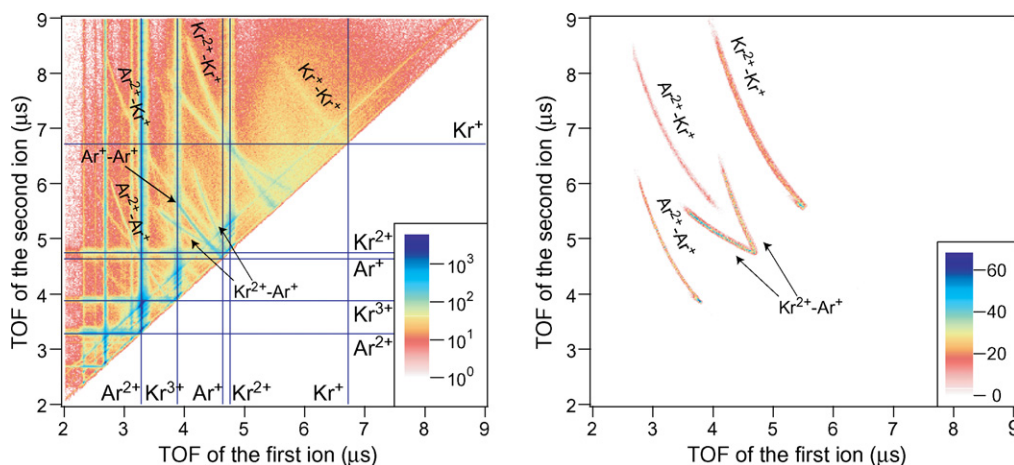 TOF of the second ion (μs)
9
8
7
6
5
4
3
2
Ar²⁺-Kr⁺
Kr²⁺-Kr⁺
Kr⁺-Kr⁺
Kr⁺
Ar⁺-Ar⁺
Ar²⁺-Ar⁺
Kr²⁺
Ar⁺
Kr²⁺-Ar⁺
Kr³⁺
Ar²⁺
10³
10²
10¹
10⁰
Ar²⁺ Kr³⁺ Ar⁺ Kr²⁺ Kr⁺
2 3 4 5 6 7 8 9
TOF of the first ion (μs)
TOF of the second ion (μs)
9
8
7
6
5
4
3
2
Kr²⁺-Kr⁺
Ar²⁺-Kr⁺
Ar²⁺-Ar⁺
Kr²⁺-Ar⁺
60
40
20
0
2 3 4 5 6 7 8 9
TOF of the first ion (μs)